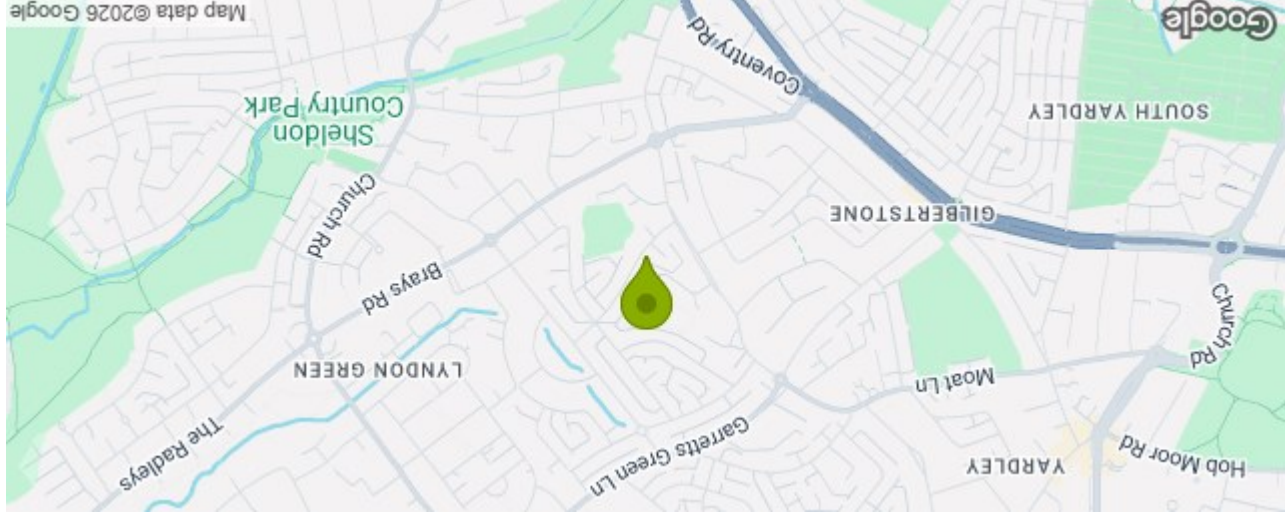 Hob Moor Rd
YARDLEY
Garretts Green Ln
The Radleys
Moat Ln
LYNDON GREEN
Church Rd
Brays Rd
GILBERTSTONE
Church Rd
SOUTH YARDLEY
Sheldon
Country Park
Coventry Rd
Google
Map data ©2026 Google